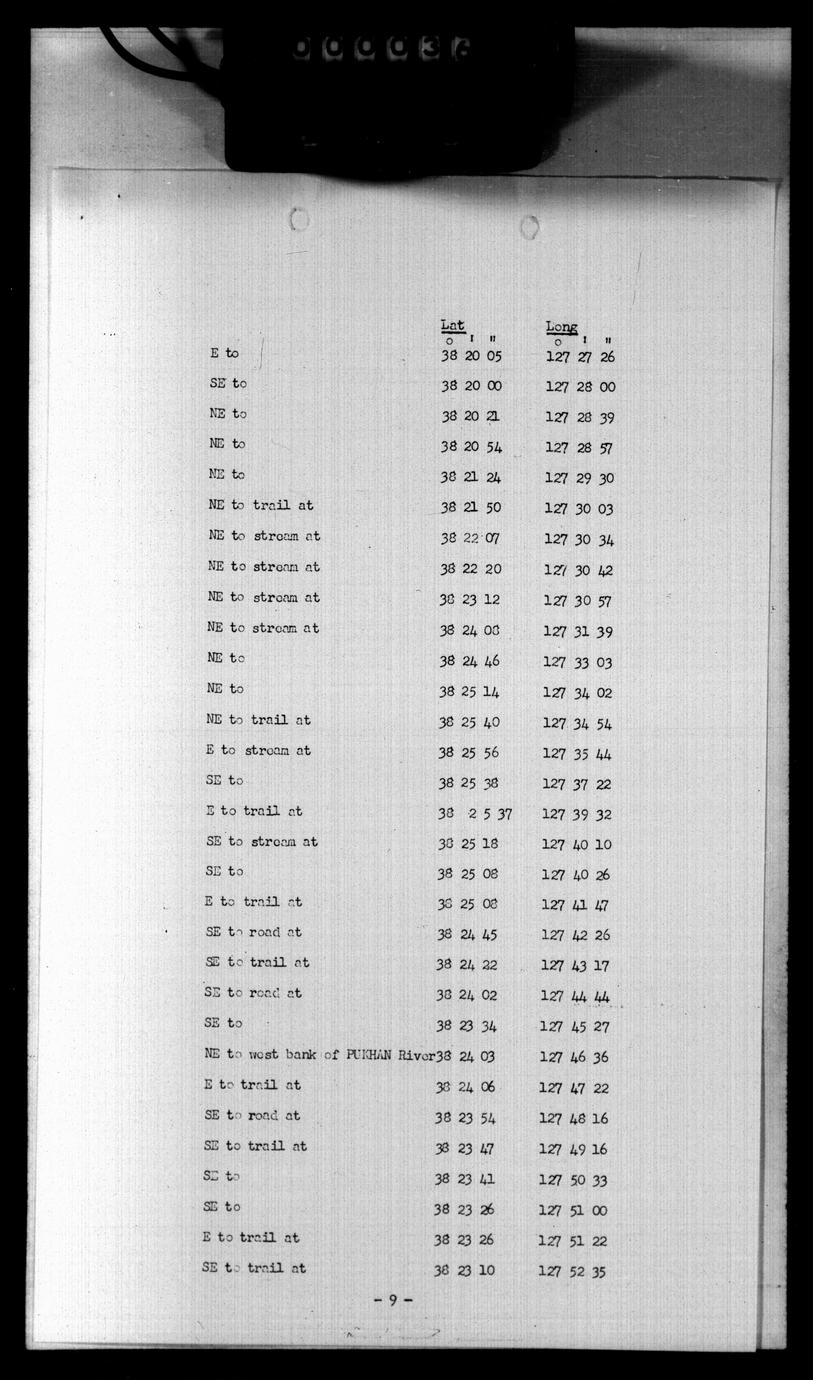 000036
Lat Long
o ' " o ' "
E to 38 20 05 127 27 26
SE to 38 20 00 127 28 00
NE to 38 20 21 127 28 39
NE to 38 20 54 127 28 57
NE to 38 21 24 127 29 30
NE to trail at 38 21 50 127 30 03
NE to stream at 38 22 07 127 30 34
NE to stream at 38 22 20 127 30 42
NE to stream at 38 23 12 127 30 57
NE to stream at 38 24 08 127 31 39
NE to 38 24 46 127 33 03
NE to 38 25 14 127 34 02
NE to trail at 38 25 40 127 34 54
E to stream at 38 25 56 127 35 44
SE to 38 25 38 127 37 22
E to trail at 38 2 5 37 127 39 32
SE to stream at 38 25 18 127 40 10
SE to 38 25 08 127 40 26
E to trail at 38 25 08 127 41 47
SE to road at 38 24 45 127 42 26
SE to trail at 38 24 22 127 43 17
SE to road at 38 24 02 127 44 44
SE to 38 23 34 127 45 27
NE to west bank of PUKHAN River 38 24 03 127 46 36
E to trail at 38 24 06 127 47 22
SE to road at 38 23 54 127 48 16
SE to trail at 38 23 47 127 49 16
SE to 38 23 41 127 50 33
SE to 38 23 26 127 51 00
E to trail at 38 23 26 127 51 22
SE to trail at 38 23 10 127 52 35
- 9 -